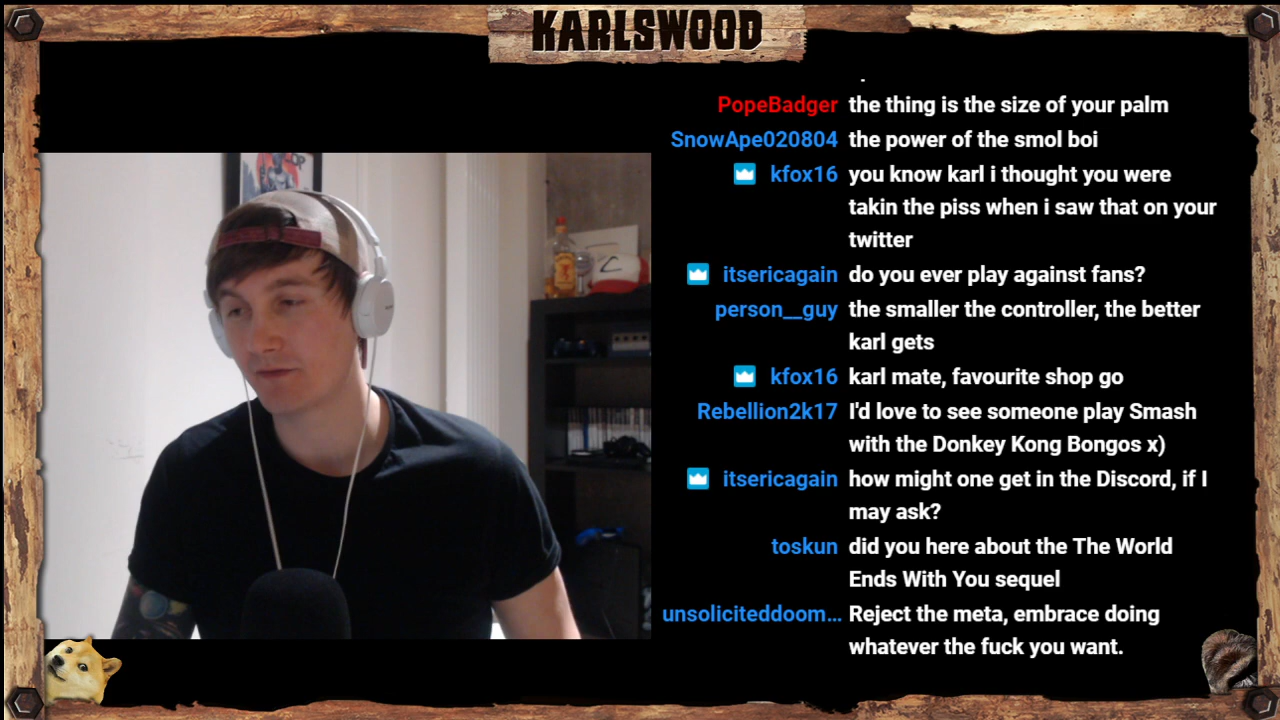 KARLSWOOD
PopeBadger the thing is the size of your palm
SnowApe020804 the power of the smol boi
kfox16 you know karl i thought you were
takin the piss when i saw that on your
twitter
itsericagain do you ever play against fans?
person__guy the smaller the controller, the better
karl gets
kfox16 karl mate, favourite shop go
Rebellion2k17 I'd love to see someone play Smash
with the Donkey Kong Bongos x)
itsericagain how might one get in the Discord, if I
may ask?
toskun did you here about the The World
Ends With You sequel
unsoliciteddoom... Reject the meta, embrace doing
whatever the fuck you want.